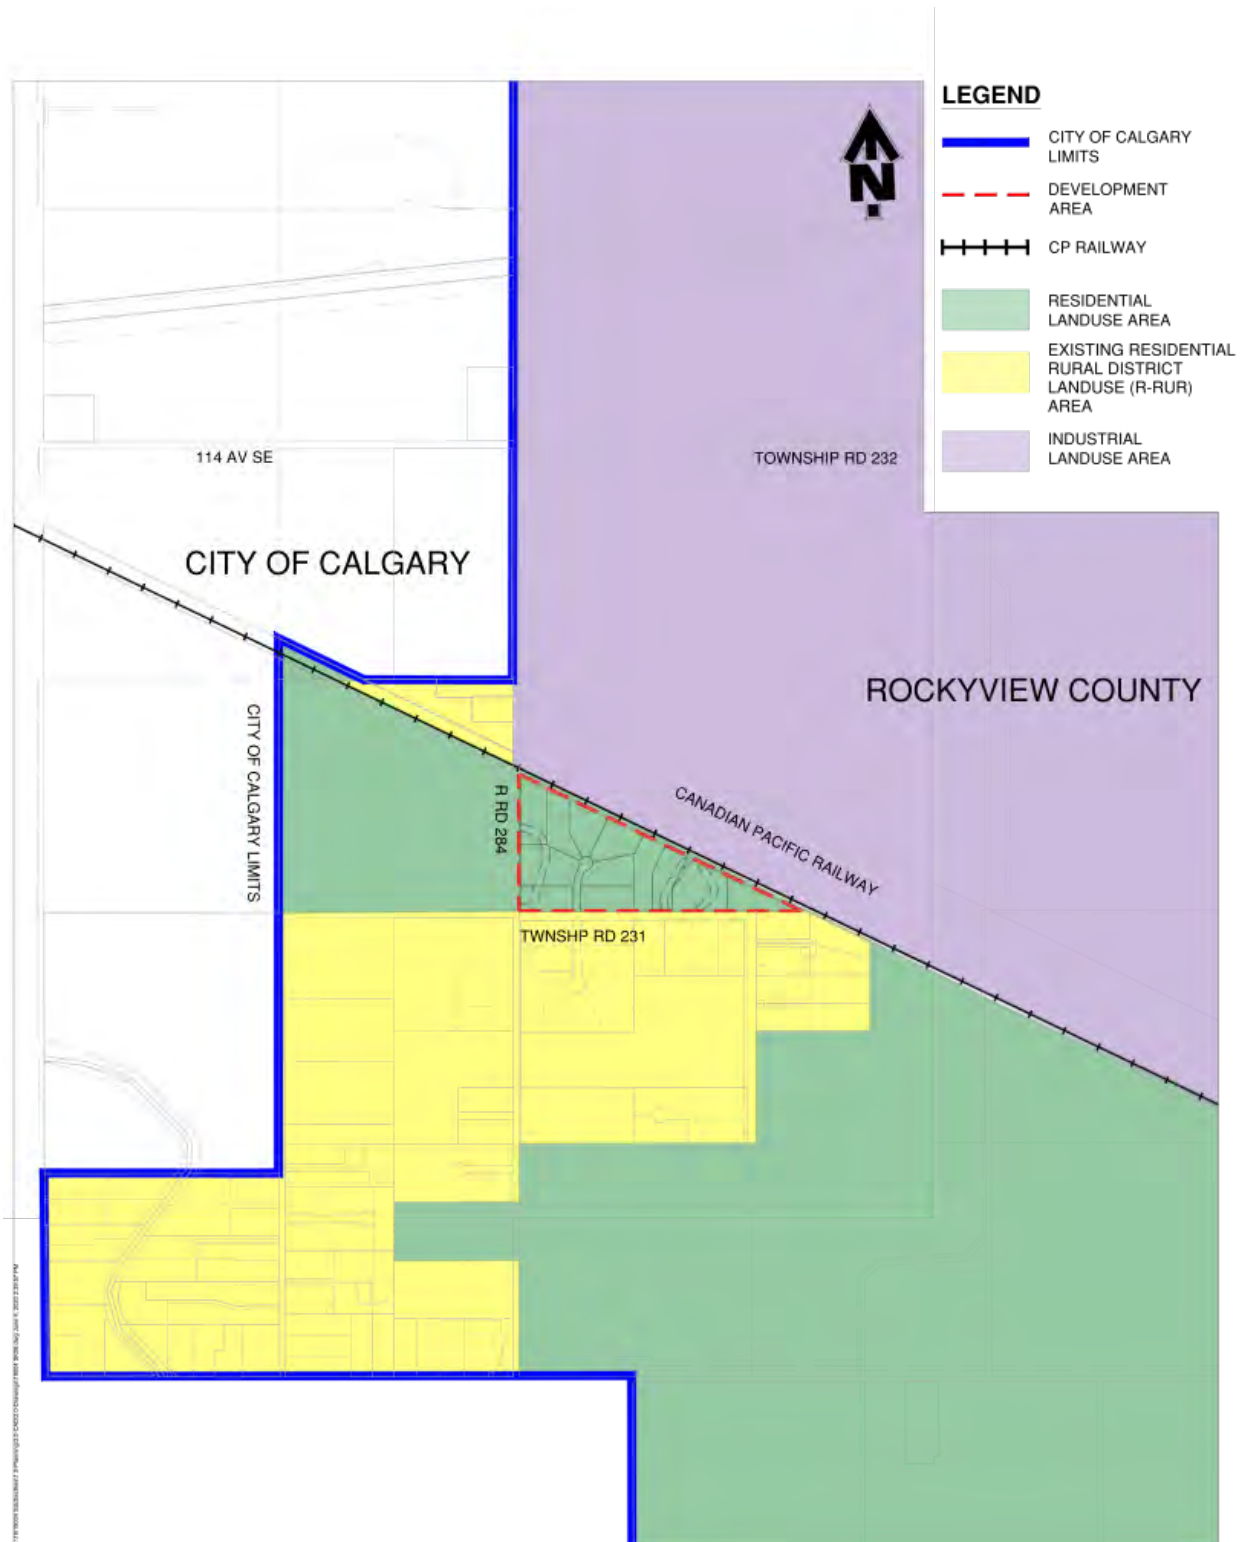 LEGEND
CITY OF CALGARY
LIMITS
DEVELOPMENT
AREA
CP RAILWAY
RESIDENTIAL
LANDUSE AREA
EXISTING RESIDENTIAL
RURAL DISTRICT
LANDUSE (R-RUR)
AREA
INDUSTRIAL
LANDUSE AREA
N
114 AV SE
TOWNSHIP RD 232
CITY OF CALGARY
ROCKYVIEW COUNTY
CITY OF CALGARY LIMITS
R RD 284
CANADIAN PACIFIC RAILWAY
TWNSHP RD 231